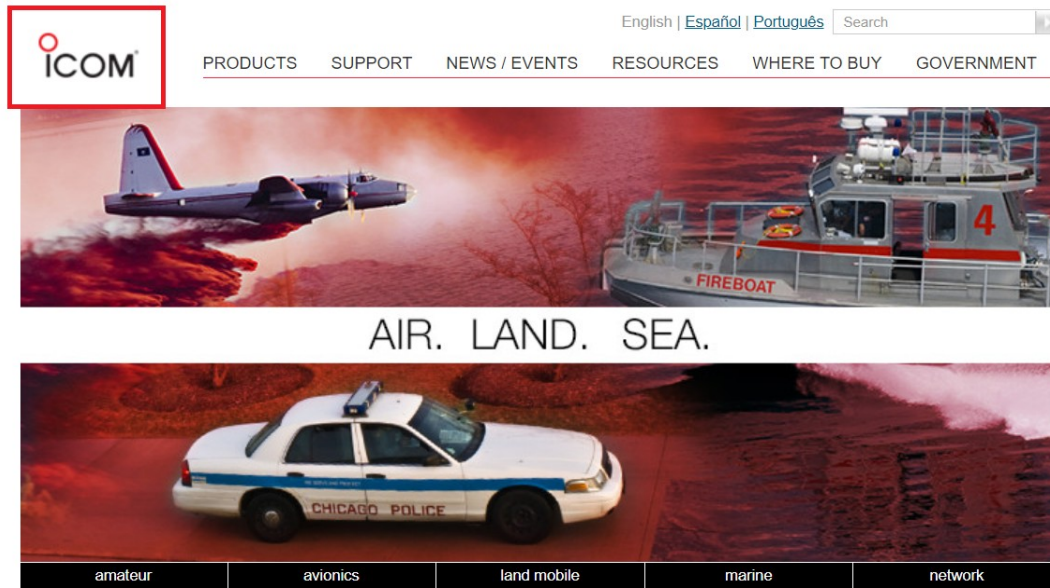 English | Español | Português Search
ICOM
PRODUCTS SUPPORT NEWS / EVENTS RESOURCES WHERE TO BUY GOVERNMENT
4
FIREBOAT
AIR. LAND. SEA.
CHICAGO POLICE
amateur avionics land mobile marine network